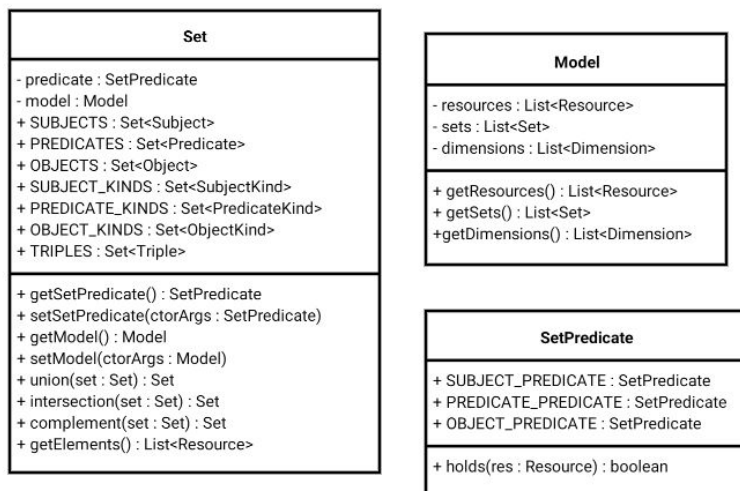 Set
- predicate : SetPredicate
- model : Model
+ SUBJECTS : Set<Subject>
+ PREDICATES : Set<Predicate>
+ OBJECTS : Set<Object>
+ SUBJECT_KINDS : Set<SubjectKind>
+ PREDICATE_KINDS : Set<PredicateKind>
+ OBJECT_KINDS : Set<ObjectKind>
+ TRIPLES : Set<Triple>
+ getSetPredicate() : SetPredicate
+ setSetPredicate(ctorArgs : SetPredicate)
+ getModel() : Model
+ setModel(ctorArgs : Model)
+ union(set : Set) : Set
+ intersection(set : Set) : Set
+ complement(set : Set) : Set
+ getElements() : List<Resource>
Model
- resources : List<Resource>
- sets : List<Set>
- dimensions : List<Dimension>
+ getResources() : List<Resource>
+ getSets() : List<Set>
+getDimensions() : List<Dimension>
SetPredicate
+ SUBJECT_PREDICATE : SetPredicate
+ PREDICATE_PREDICATE : SetPredicate
+ OBJECT_PREDICATE : SetPredicate
+ holds(res : Resource) : boolean